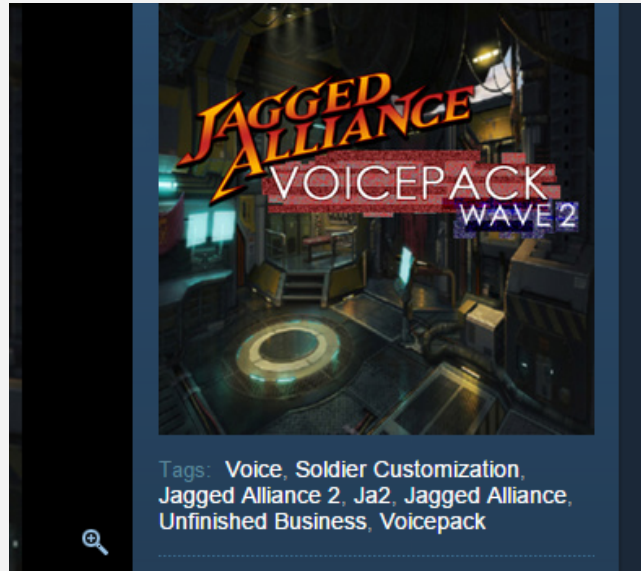 JAGGED
ALLIANCE
VOICEPACK
WAVE 2
Tags: Voice, Soldier Customization,
Jagged Alliance 2, Ja2, Jagged Alliance,
Unfinished Business, Voicepack